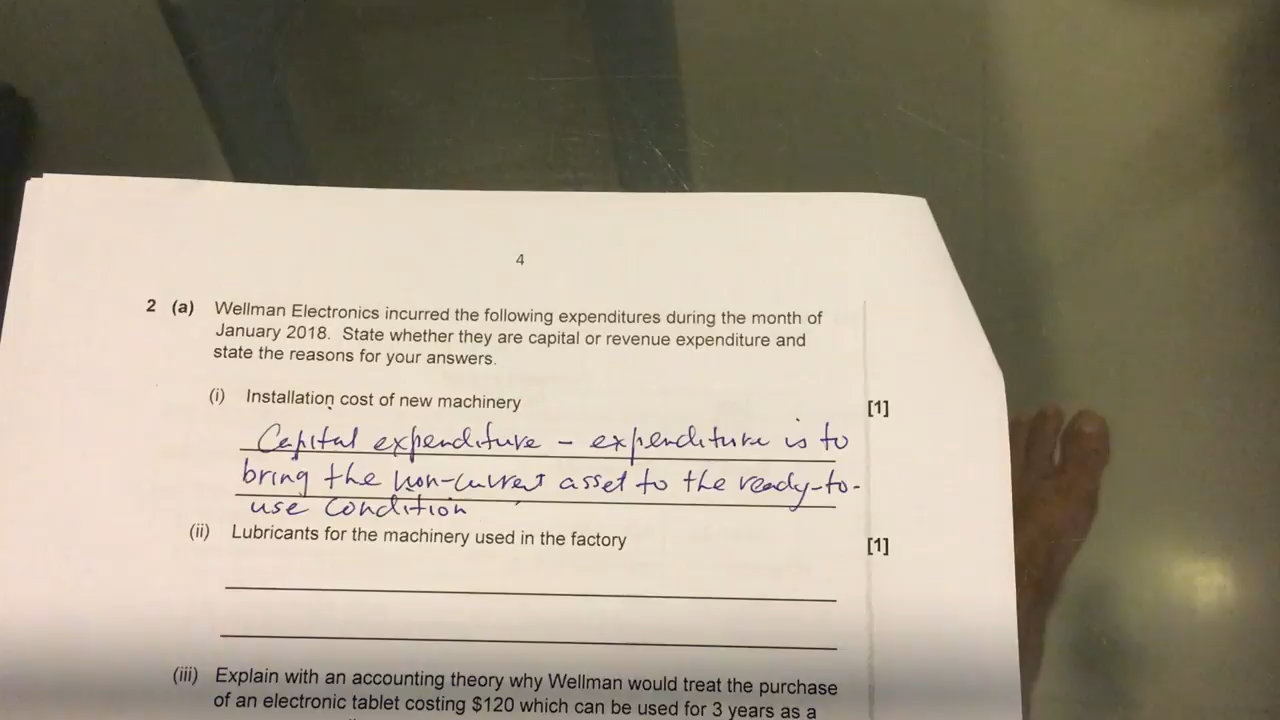 4
2 (a) Wellman Electronics incurred the following expenditures during the month of
January 2018. State whether they are capital or revenue expenditure and
state the reasons for your answers.
(i) Installation cost of new machinery [1]
Capital expenditure - expenditure is to
bring the non-current asset to the ready-to-
use condition
(ii) Lubricants for the machinery used in the factory [1]
(iii) Explain with an accounting theory why Wellman would treat the purchase
of an electronic tablet costing $120 which can be used for 3 years as a